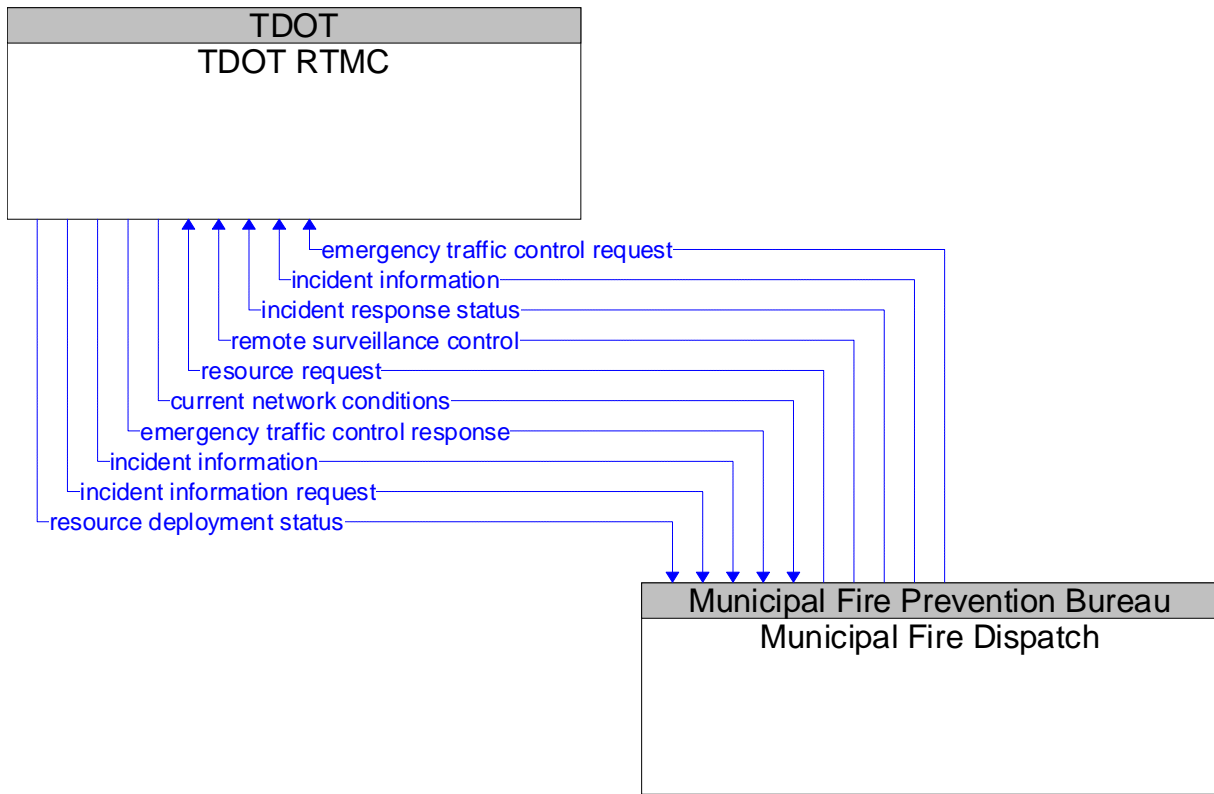 TDOT
TDOT RTMC
emergency traffic control request
incident information
incident response status
remote surveillance control
resource request
current network conditions
emergency traffic control response
incident information
incident information request
resource deployment status
Municipal Fire Prevention Bureau
Municipal Fire Dispatch